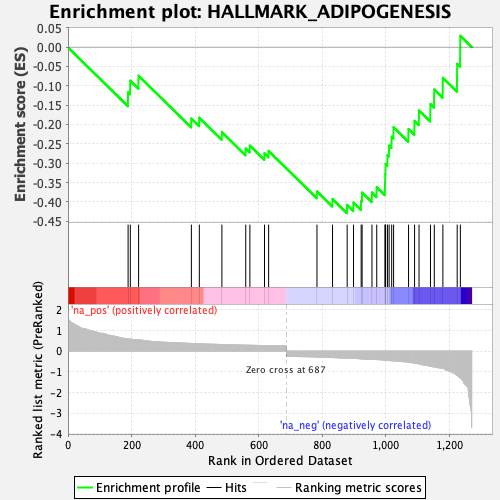 Enrichment plot: HALLMARK_ADIPOGENESIS
Enrichment score (ES)
0.05
0.00
-0.05
-0.10
-0.15
-0.20
-0.25
-0.30
-0.35
-0.40
-0.45
'na_pos' (positively correlated)
Ranked list metric (PreRanked)
2
1
0
-1
-2
-3
-4
Zero cross at 687
'na_neg' (negatively correlated)
0 200 400 600 800 1,000 1,200
Rank in Ordered Dataset
Enrichment profile Hits Ranking metric scores